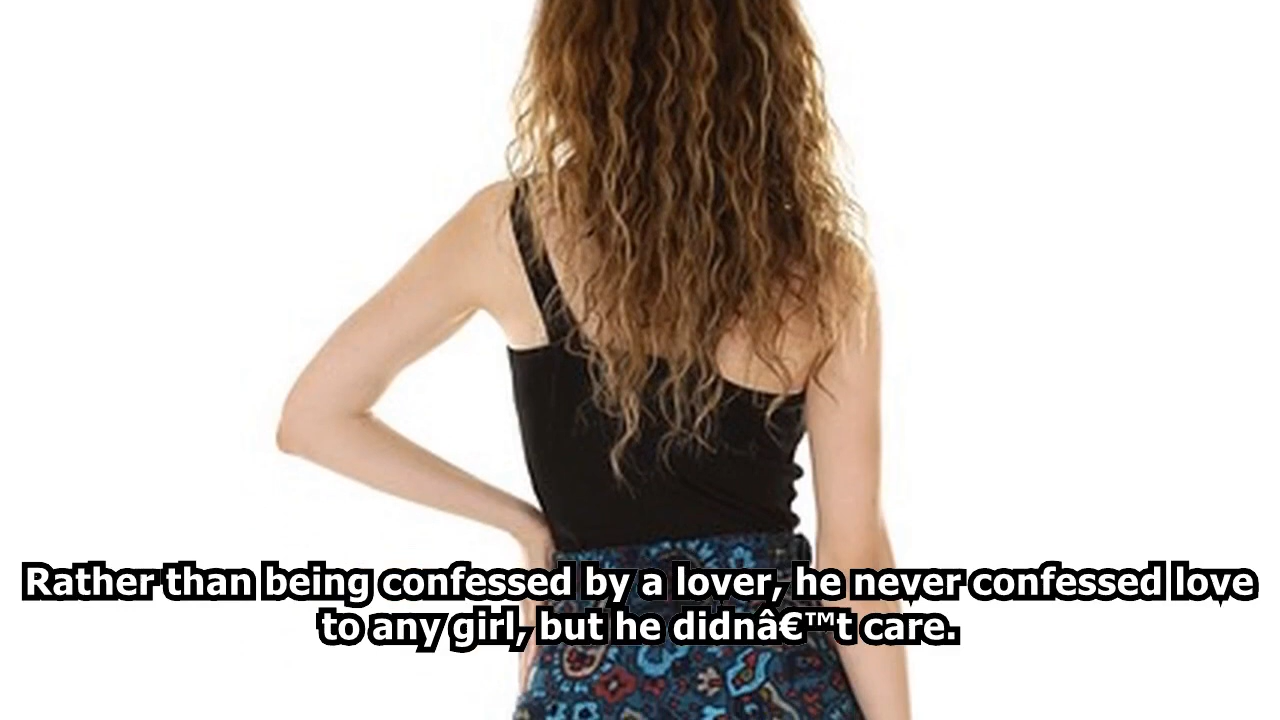 Rather than being confessed by a lover, he never confessed love
to any girl, but he didnâ€™t care.